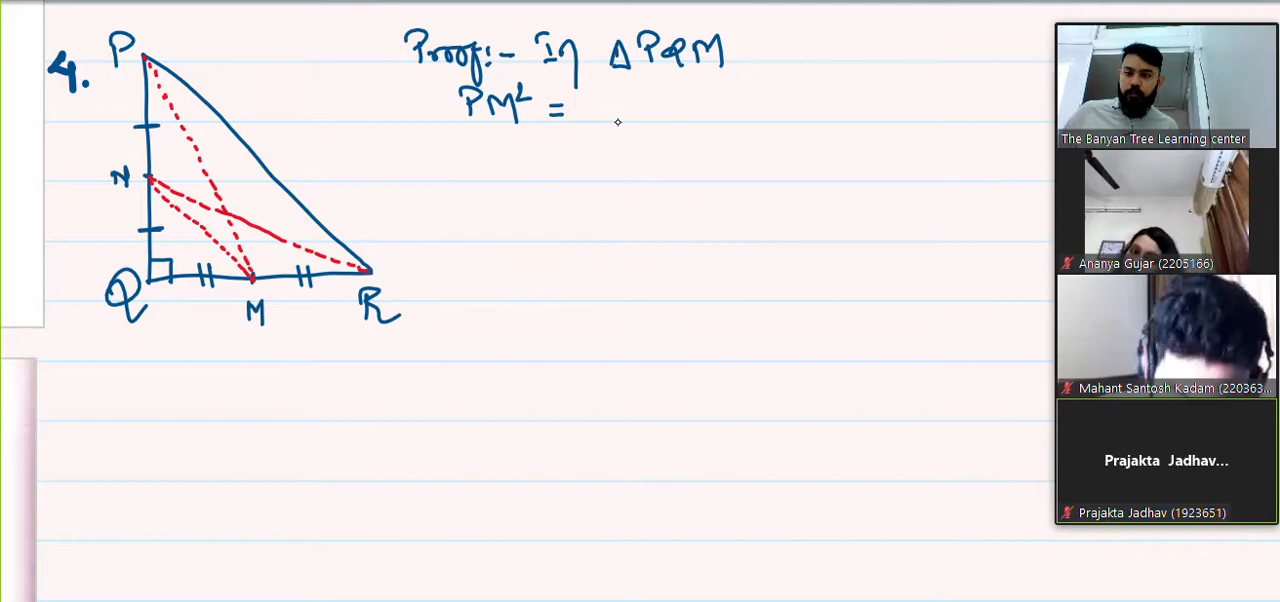 4.
P
N
Q
M
R
Proof:- In ΔPQM
PM² =
The Banyan Tree Learning center
Ananya Gujar (2205166)
Mahant Santosh Kadam (220363...
Prajakta Jadhav...
Prajakta Jadhav (1923651)